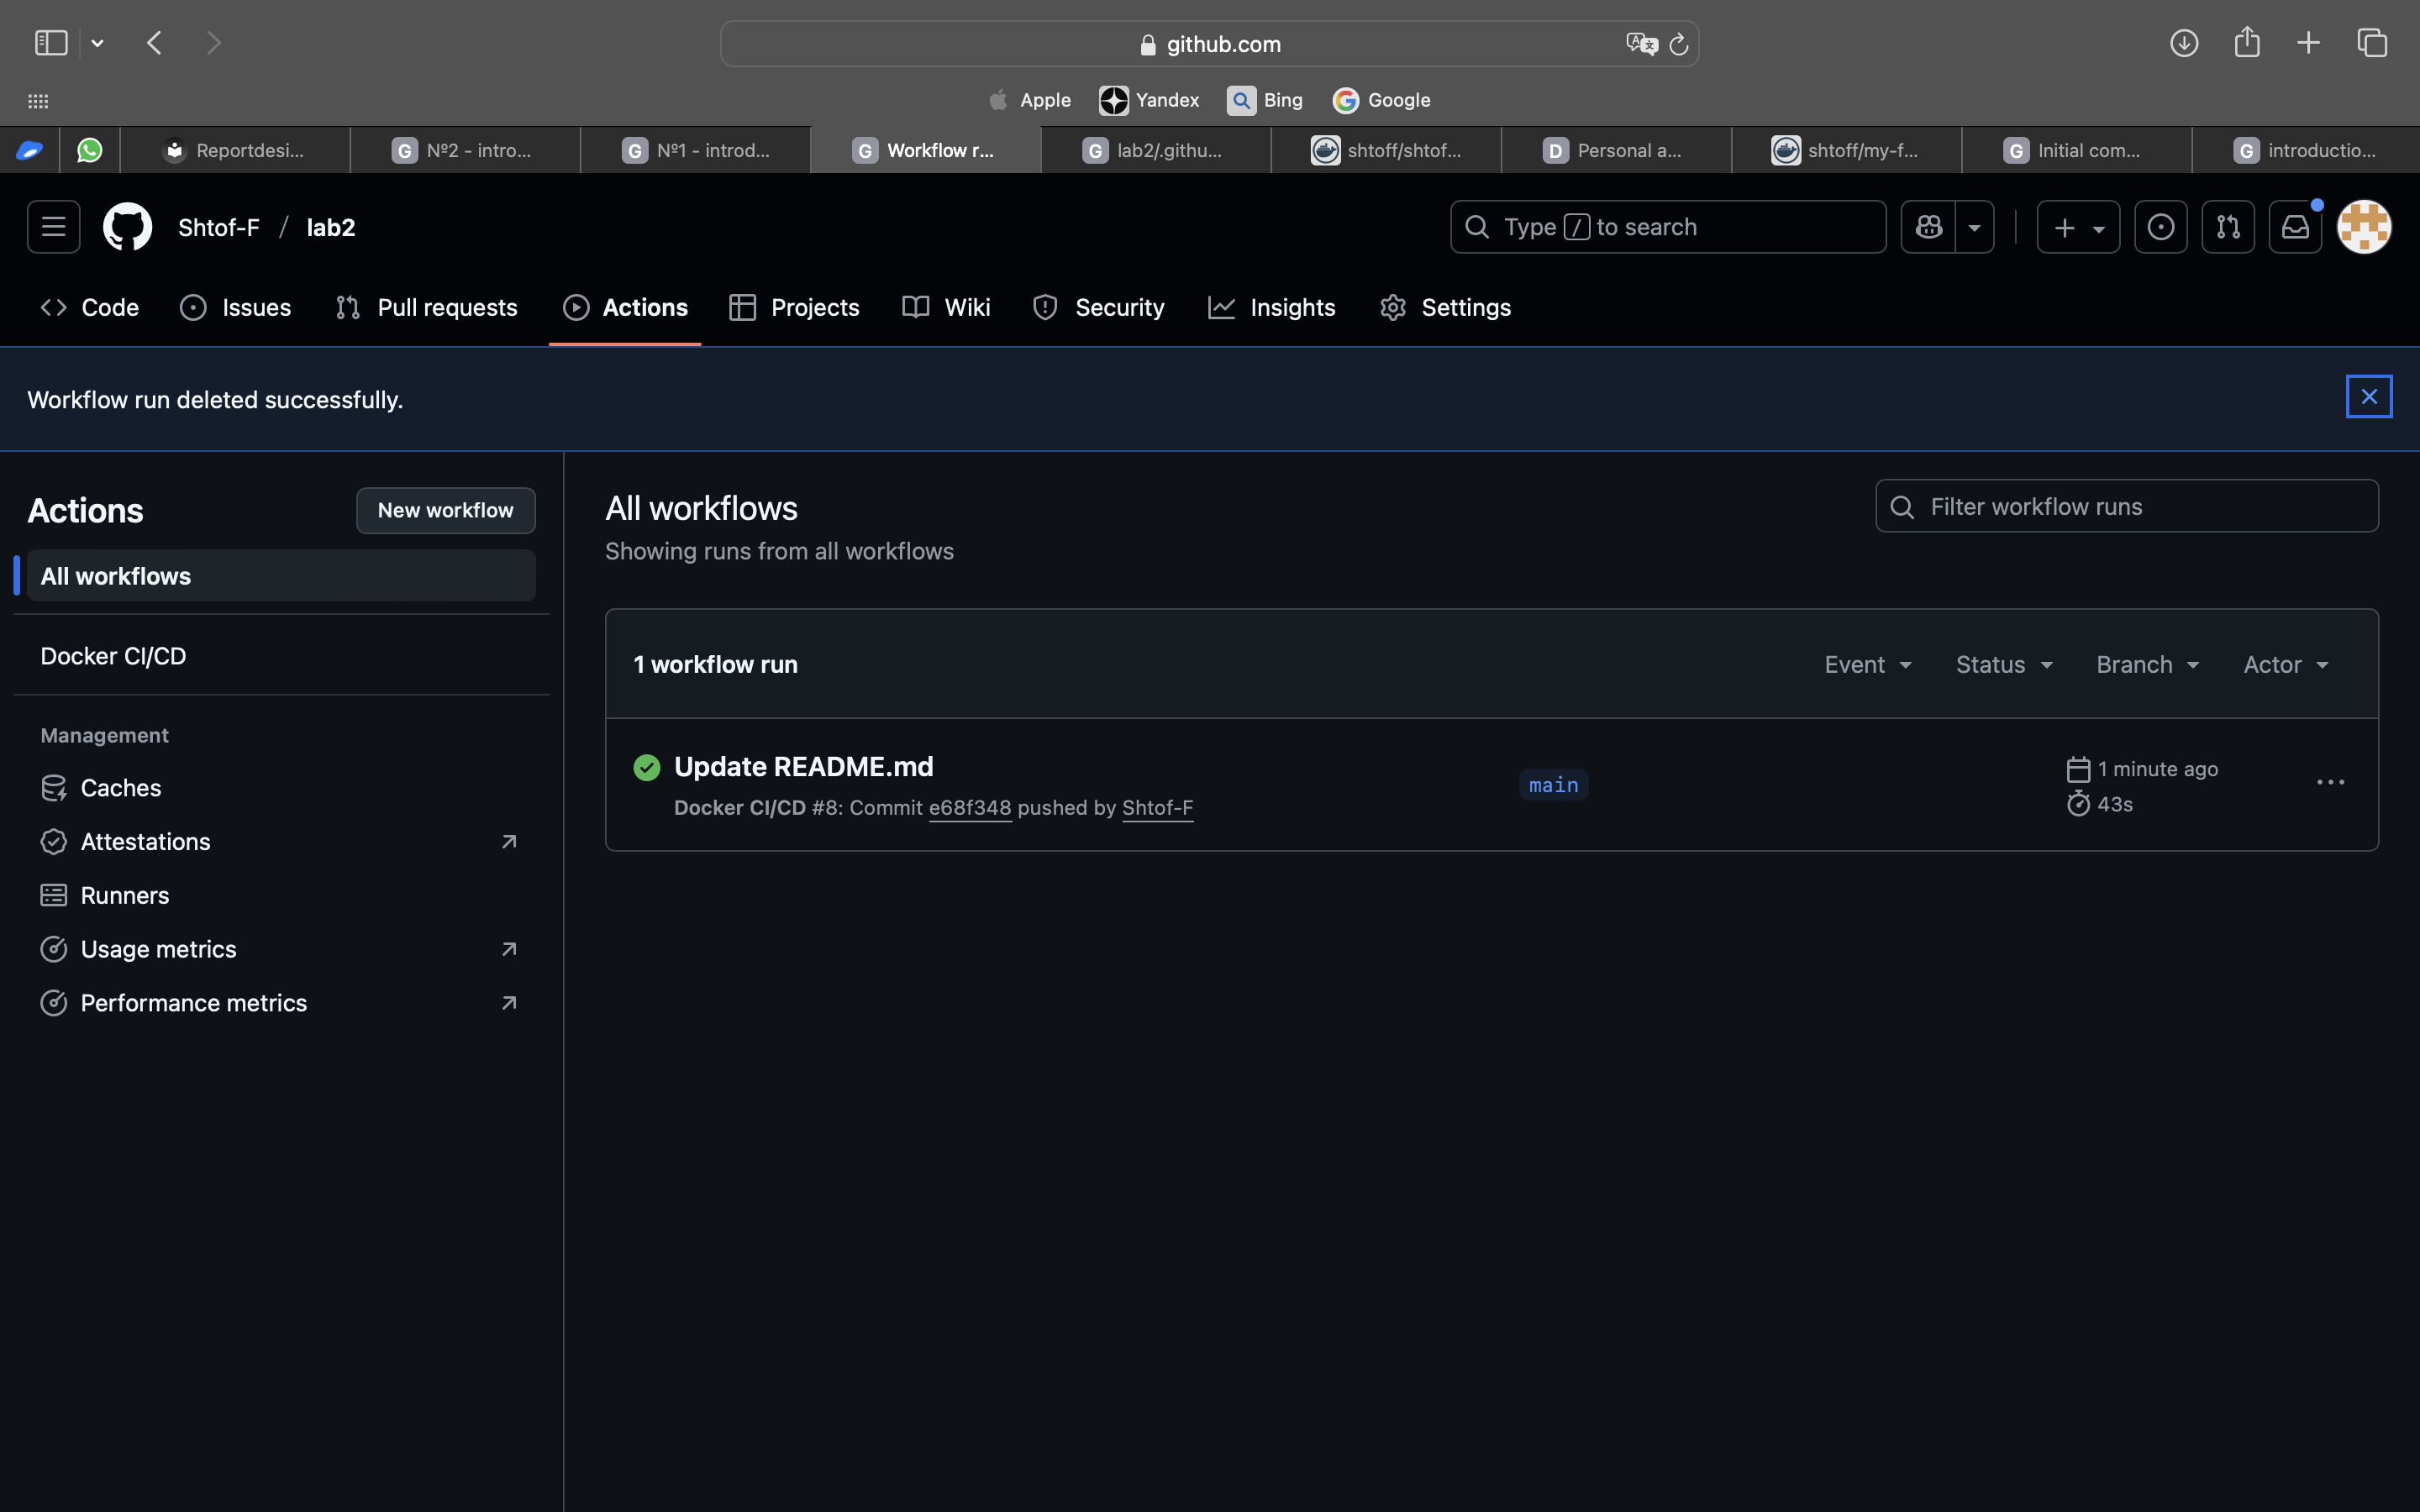 github.com
Apple
Yandex
Bing
Google
Reportdesi...
G №2 - intro...
G №1 - introd...
G Workflow r...
G lab2/.githu...
shtoff/shtof...
D Personal a...
shtoff/my-f...
G Initial com...
G introductio...
Shtof-F / lab2
Type / to search
Code
Issues
Pull requests
Actions
Projects
Wiki
Security
Insights
Settings
Workflow run deleted successfully.
Actions
New workflow
All workflows
Docker CI/CD
Management
Caches
Attestations
Runners
Usage metrics
Performance metrics
All workflows
Showing runs from all workflows
Filter workflow runs
1 workflow run
Event
Status
Branch
Actor
Update README.md
Docker CI/CD #8: Commit e68f348 pushed by Shtof-F
main
1 minute ago
43s